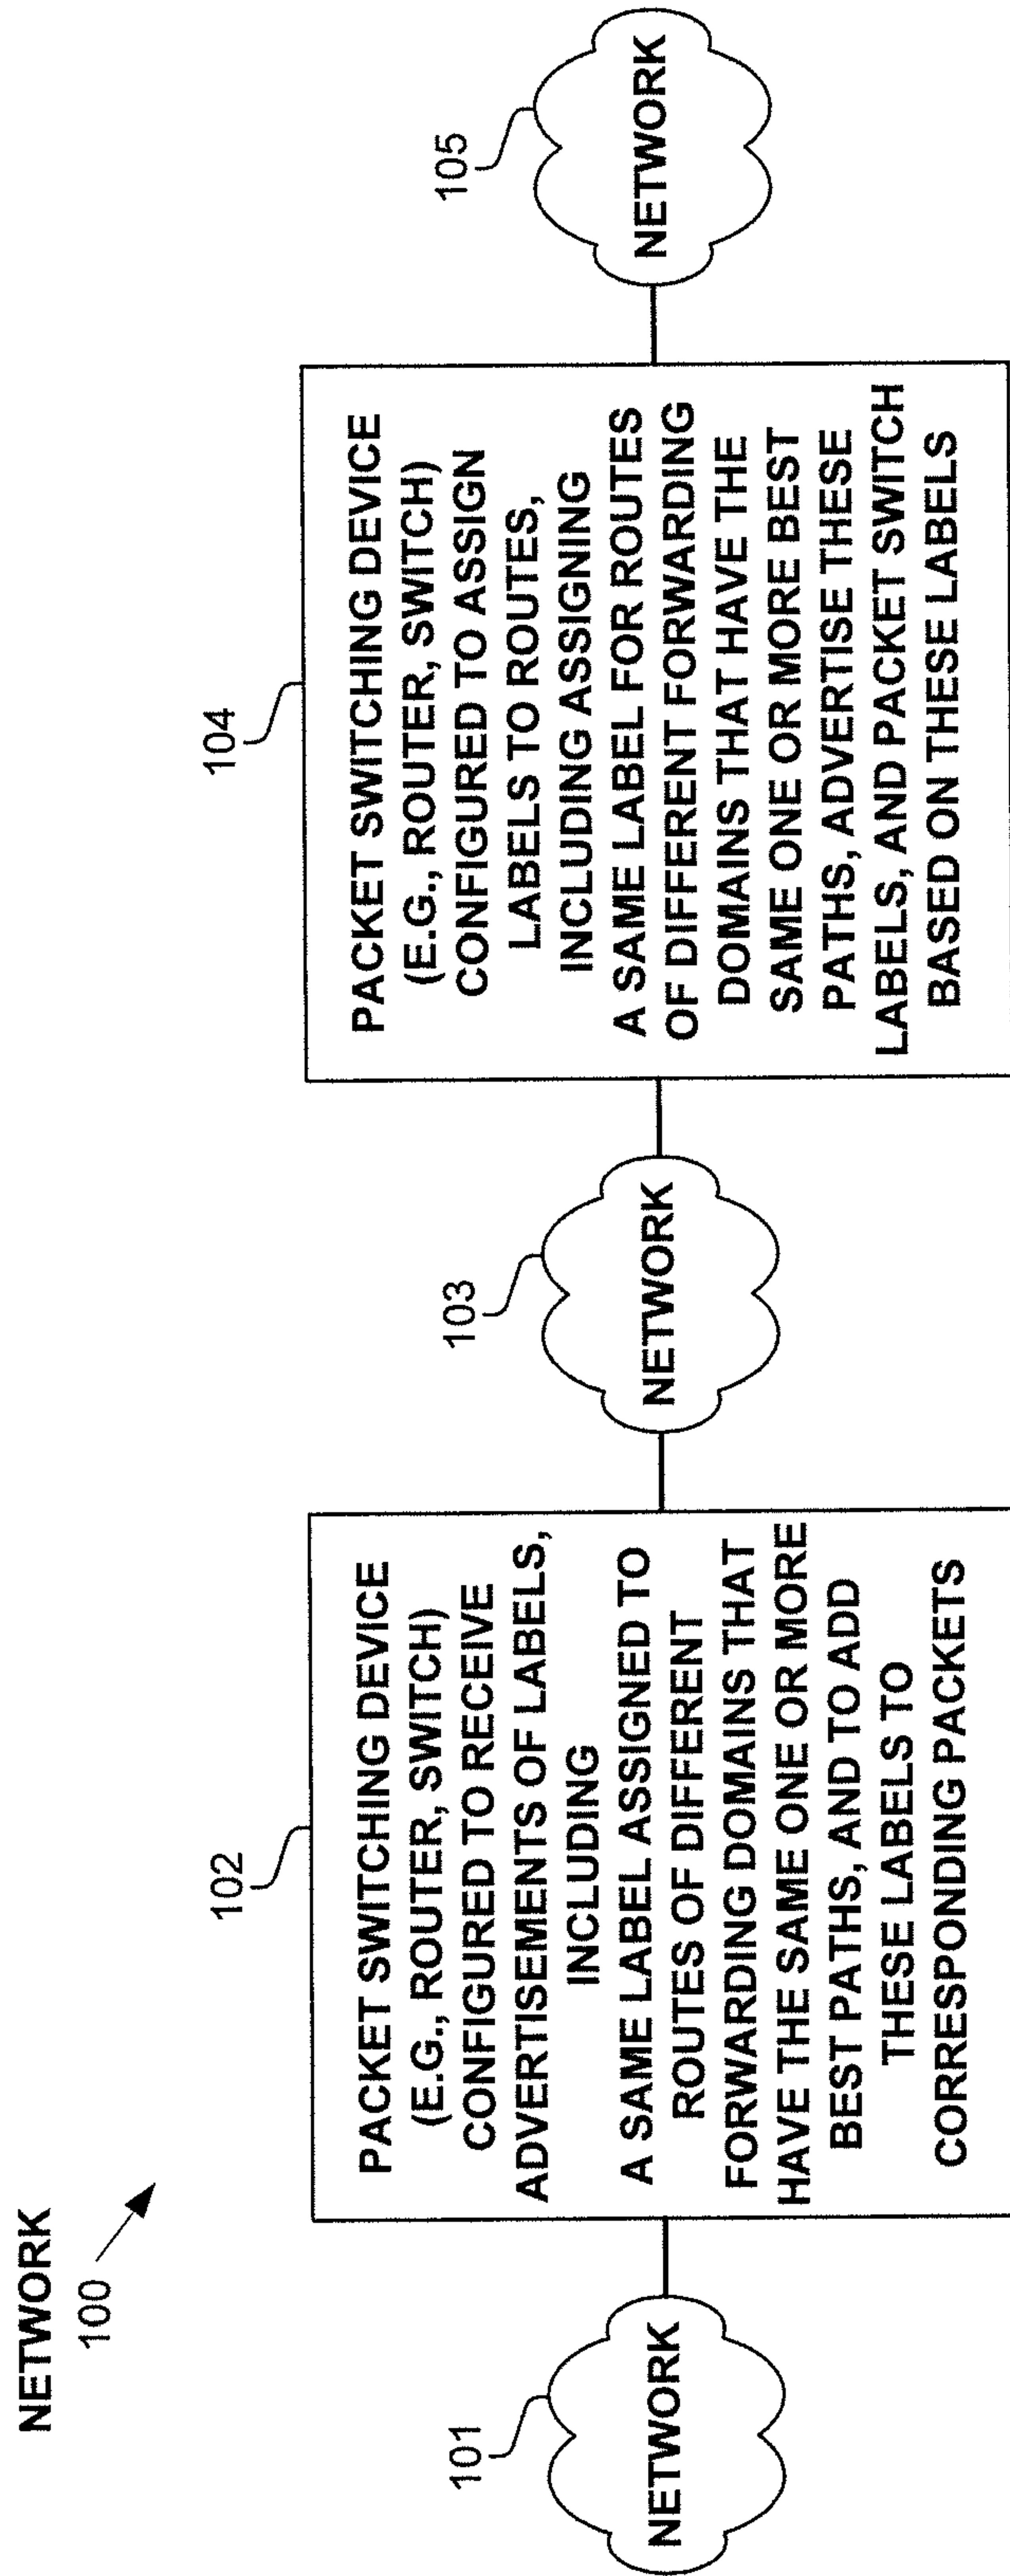 NETWORK
100
101
NETWORK
102
PACKET SWITCHING DEVICE
(E.G., ROUTER, SWITCH)
CONFIGURED TO RECEIVE
ADVERTISEMENTS OF LABELS,
INCLUDING
A SAME LABEL ASSIGNED TO
ROUTES OF DIFFERENT
FORWARDING DOMAINS THAT
HAVE THE SAME ONE OR MORE
BEST PATHS, AND TO ADD
THESE LABELS TO
CORRESPONDING PACKETS
103
NETWORK
104
PACKET SWITCHING DEVICE
(E.G., ROUTER, SWITCH)
CONFIGURED TO ASSIGN
LABELS TO ROUTES,
INCLUDING ASSIGNING
A SAME LABEL FOR ROUTES
OF DIFFERENT FORWARDING
DOMAINS THAT HAVE THE
SAME ONE OR MORE BEST
PATHS, ADVERTISE THESE
LABELS, AND PACKET SWITCH
BASED ON THESE LABELS
105
NETWORK